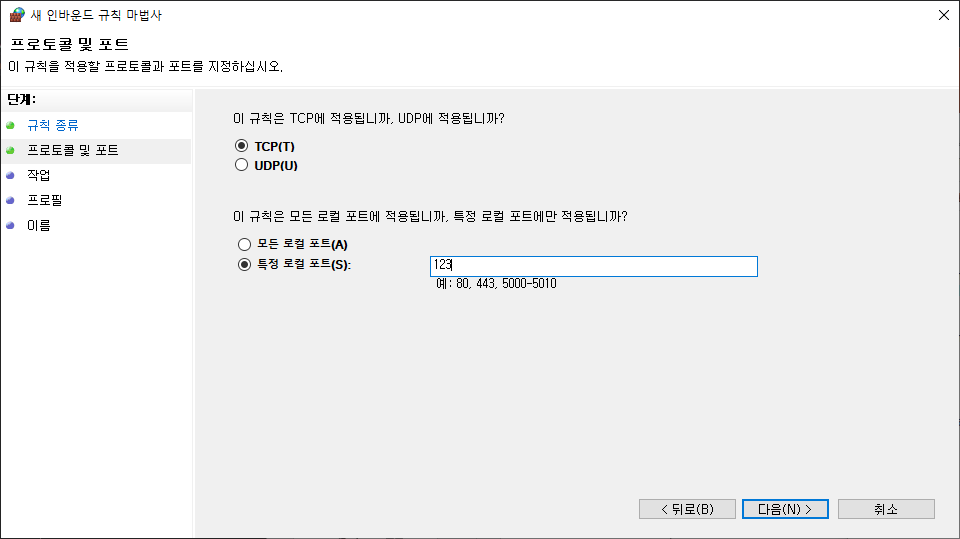 새 인바운드 규칙 마법사
프로토콜 및 포트
이 규칙을 적용할 프로토콜과 포트를 지정하십시오.
단계:
규칙 종류
프로토콜 및 포트
작업
프로필
이름
이 규칙은 TCP에 적용됩니까, UDP에 적용됩니까?
TCP(T)
UDP(U)
이 규칙은 모든 로컬 포트에 적용됩니까, 특정 로컬 포트에만 적용됩니까?
모든 로컬 포트(A)
특정 로컬 포트(S):
123
예: 80, 443, 5000-5010
< 뒤로(B)
다음(N) >
취소